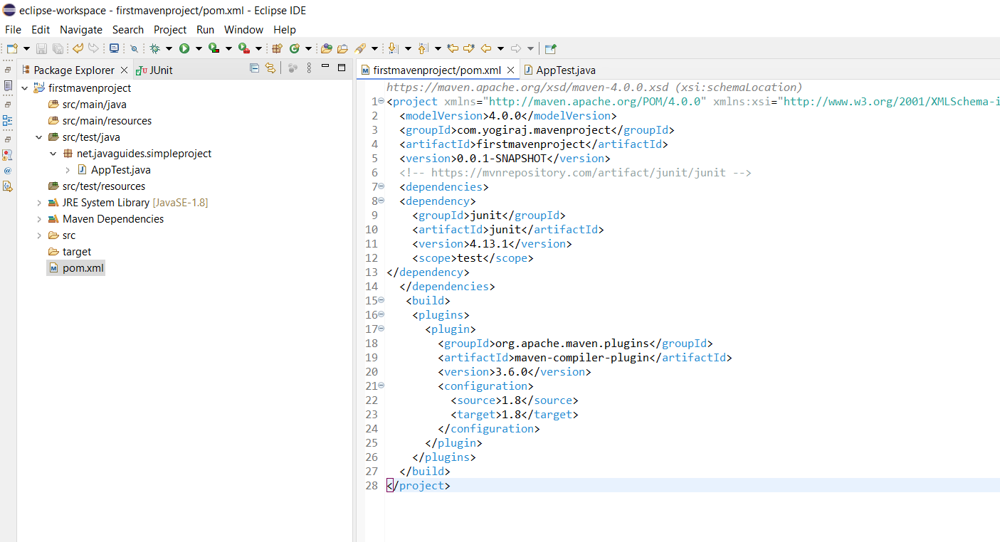 eclipse-workspace - firstmavenproject/pom.xml - Eclipse IDE
File Edit Navigate Search Project Run Window Help
Package Explorer JUnit
firstmavenproject
src/main/java
src/main/resources
src/test/java
net.javaguides.simpleproject
AppTest.java
src/test/resources
JRE System Library [JavaSE-1.8]
Maven Dependencies
src
target
pom.xml
firstmavenproject/pom.xml AppTest.java
https://maven.apache.org/xsd/maven-4.0.0.xsd (xsi:schemaLocation)
1 <project xmlns="http://maven.apache.org/POM/4.0.0" xmlns:xsi="http://www.w3.org/2001/XMLSchema-i
2 <modelVersion>4.0.0</modelVersion>
3 <groupId>com.yogiraj.mavenproject</groupId>
4 <artifactId>firstmavenproject</artifactId>
5 <version>0.0.1-SNAPSHOT</version>
6 <!-- https://mvnrepository.com/artifact/junit/junit -->
7 <dependencies>
8 <dependency>
9 <groupId>junit</groupId>
10 <artifactId>junit</artifactId>
11 <version>4.13.1</version>
12 <scope>test</scope>
13 </dependency>
14 </dependencies>
15 <build>
16 <plugins>
17 <plugin>
18 <groupId>org.apache.maven.plugins</groupId>
19 <artifactId>maven-compiler-plugin</artifactId>
20 <version>3.6.0</version>
21 <configuration>
22 <source>1.8</source>
23 <target>1.8</target>
24 </configuration>
25 </plugin>
26 </plugins>
27 </build>
28 </project>